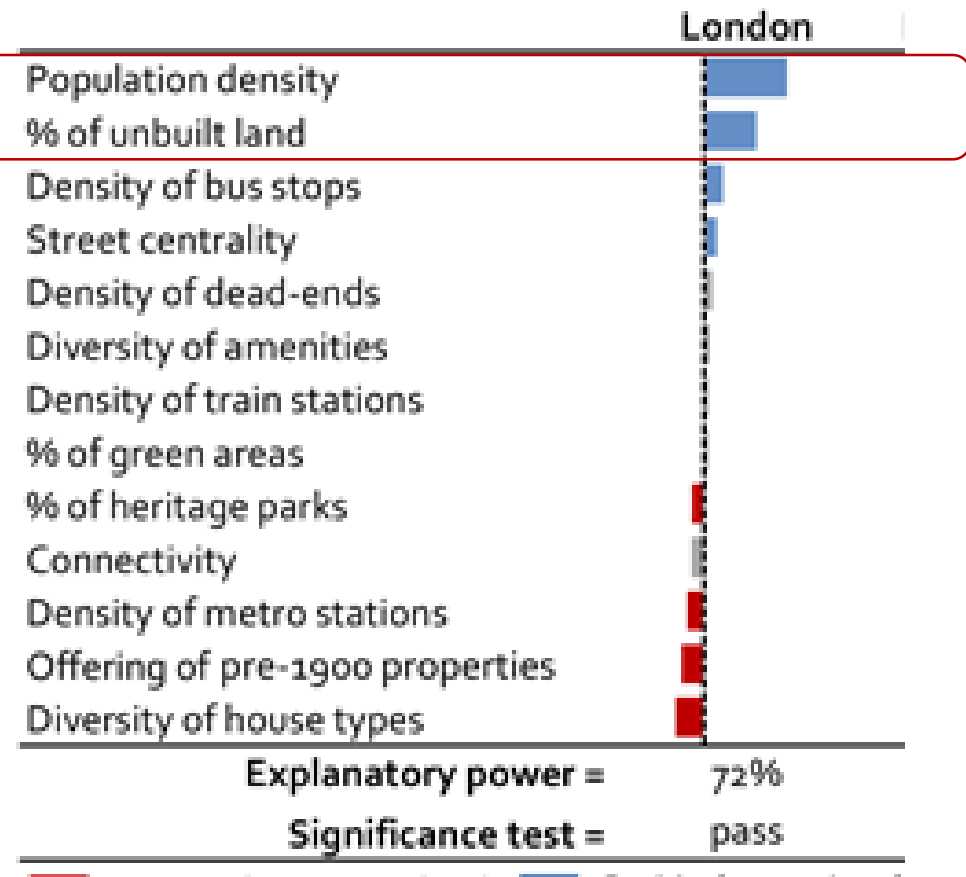 London
Population density
% of unbuilt land
Density of bus stops
Street centrality
Density of dead-ends
Diversity of amenities
Density of train stations
% of green areas
% of heritage parks
Connectivity
Density of metro stations
Offering of pre-1900 properties
Diversity of house types
Explanatory power = 72%
Significance test = pass